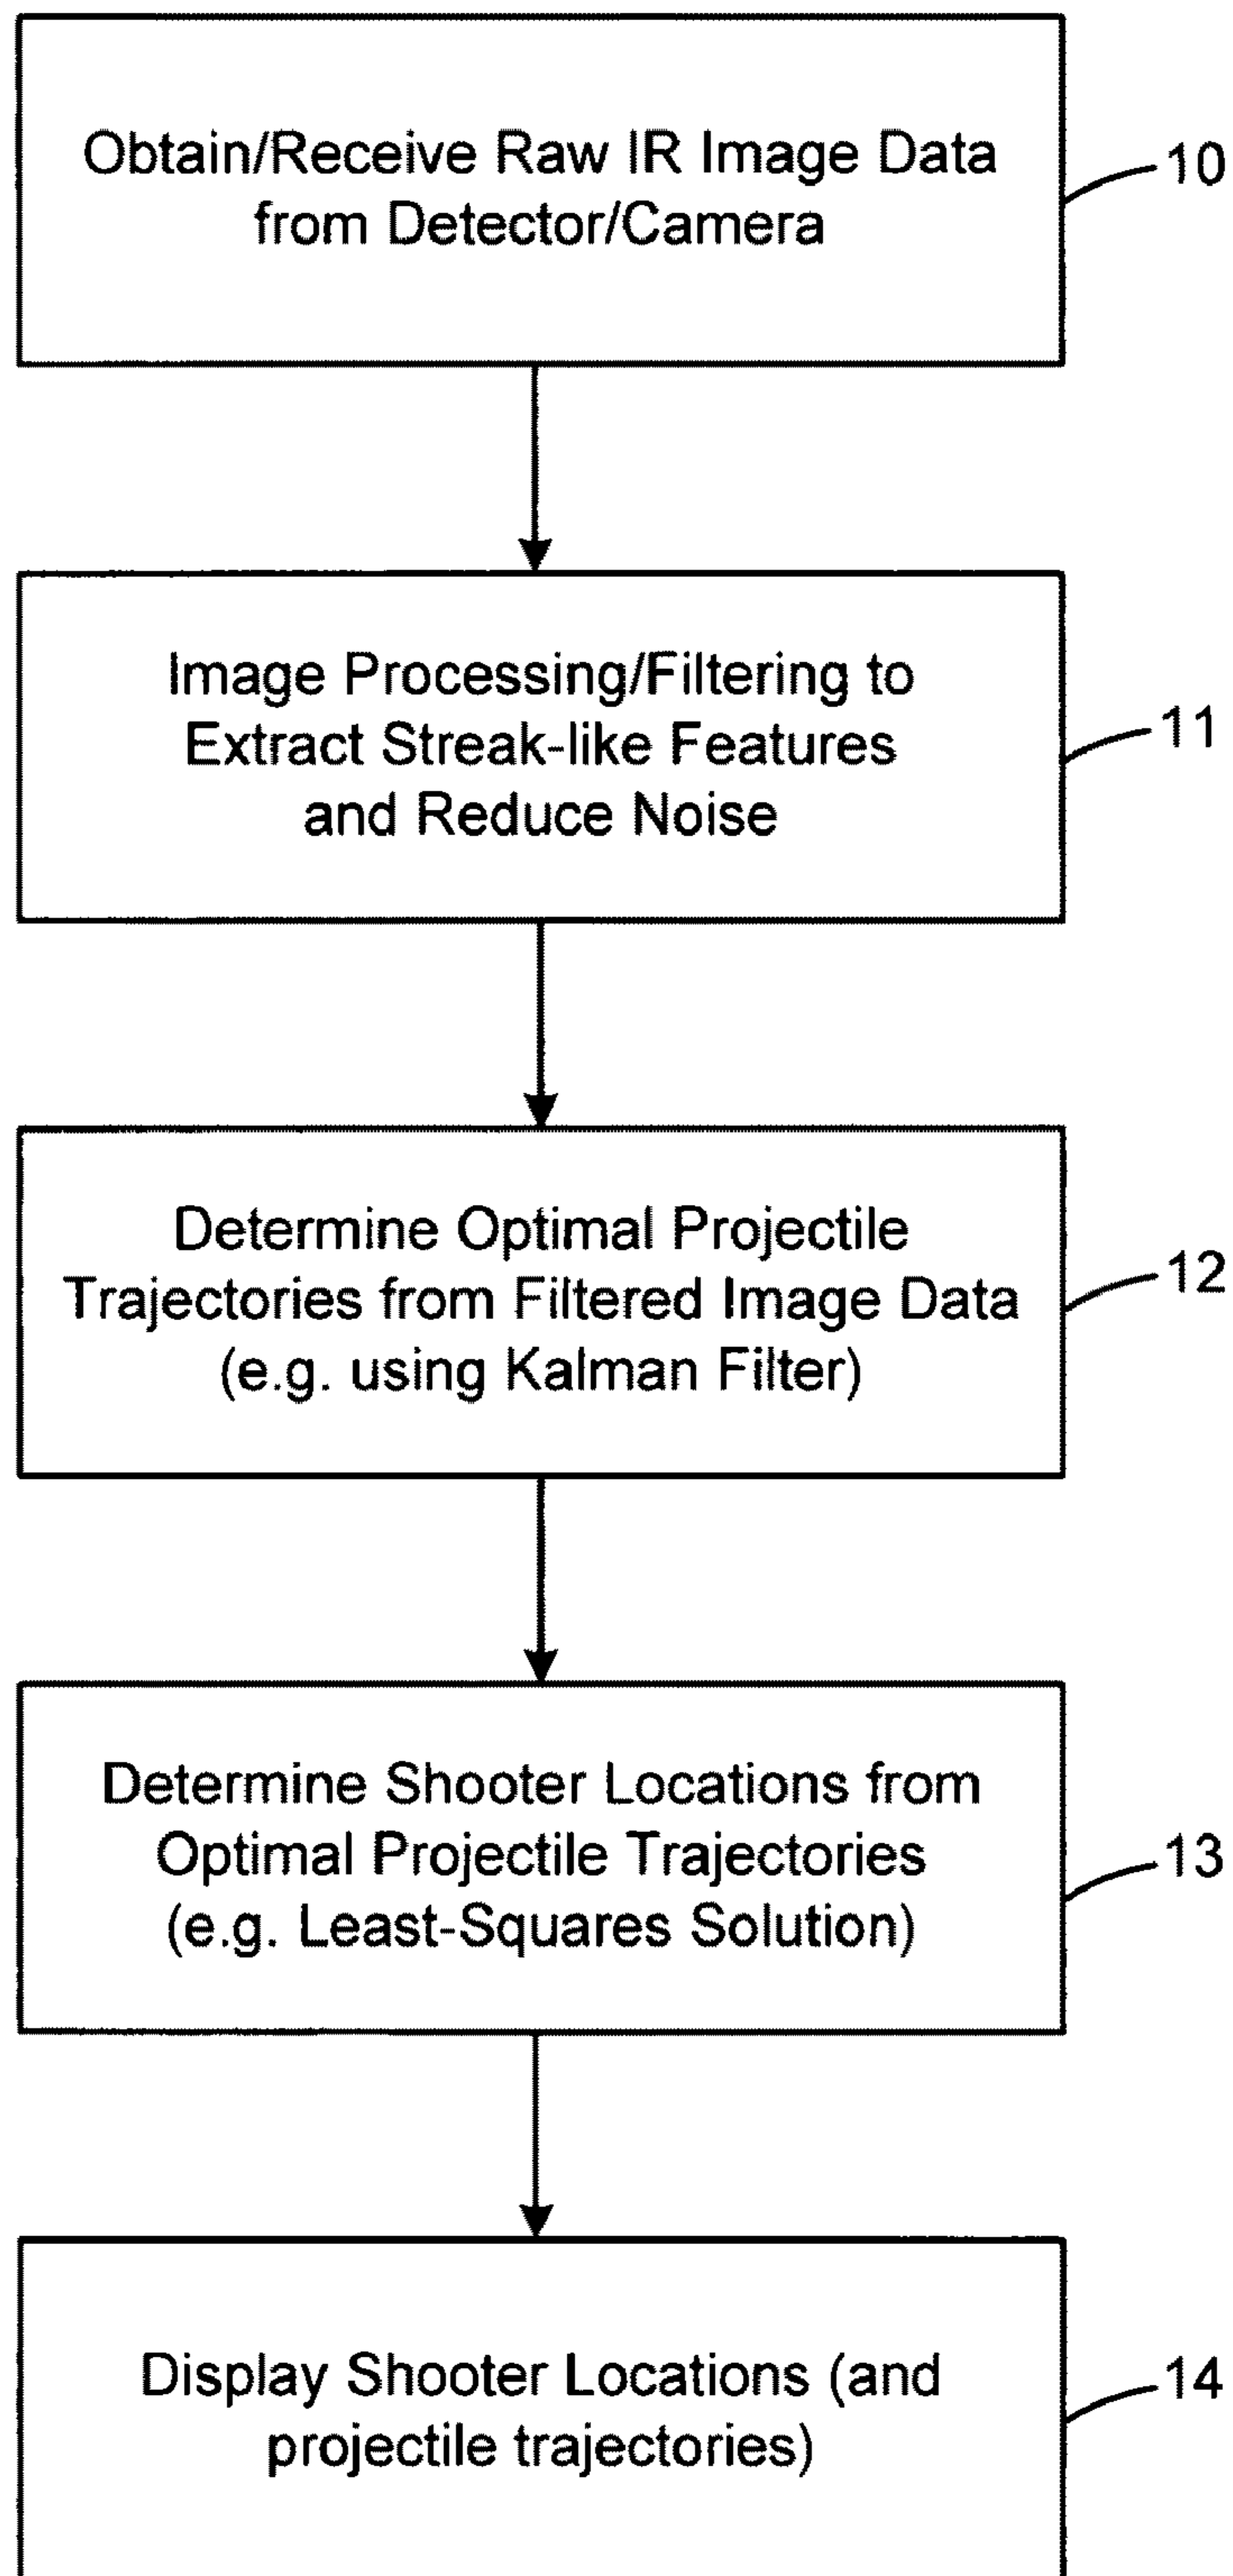 Obtain/Receive Raw IR Image Data
from Detector/Camera
10
Image Processing/Filtering to
Extract Streak-like Features
and Reduce Noise
11
Determine Optimal Projectile
Trajectories from Filtered Image Data
(e.g. using Kalman Filter)
12
Determine Shooter Locations from
Optimal Projectile Trajectories
(e.g. Least-Squares Solution)
13
Display Shooter Locations (and
projectile trajectories)
14